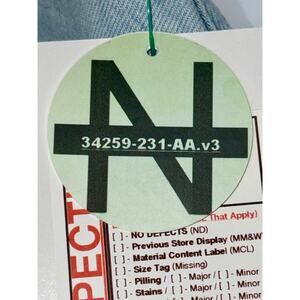 N
34259-231-AA.v3
PECT
That Apply)
[ ] - NO DEFECTS (ND)
[ ] - Previous Store Display (MM&W
[ ] - Material Content Label (MCL)
[ ] - Size Tag (Missing)
[ ] - Pilling / [ ] - Major / [ ] - Minor
[ ] - Stains / [ ] - Major / [ ] - Minor